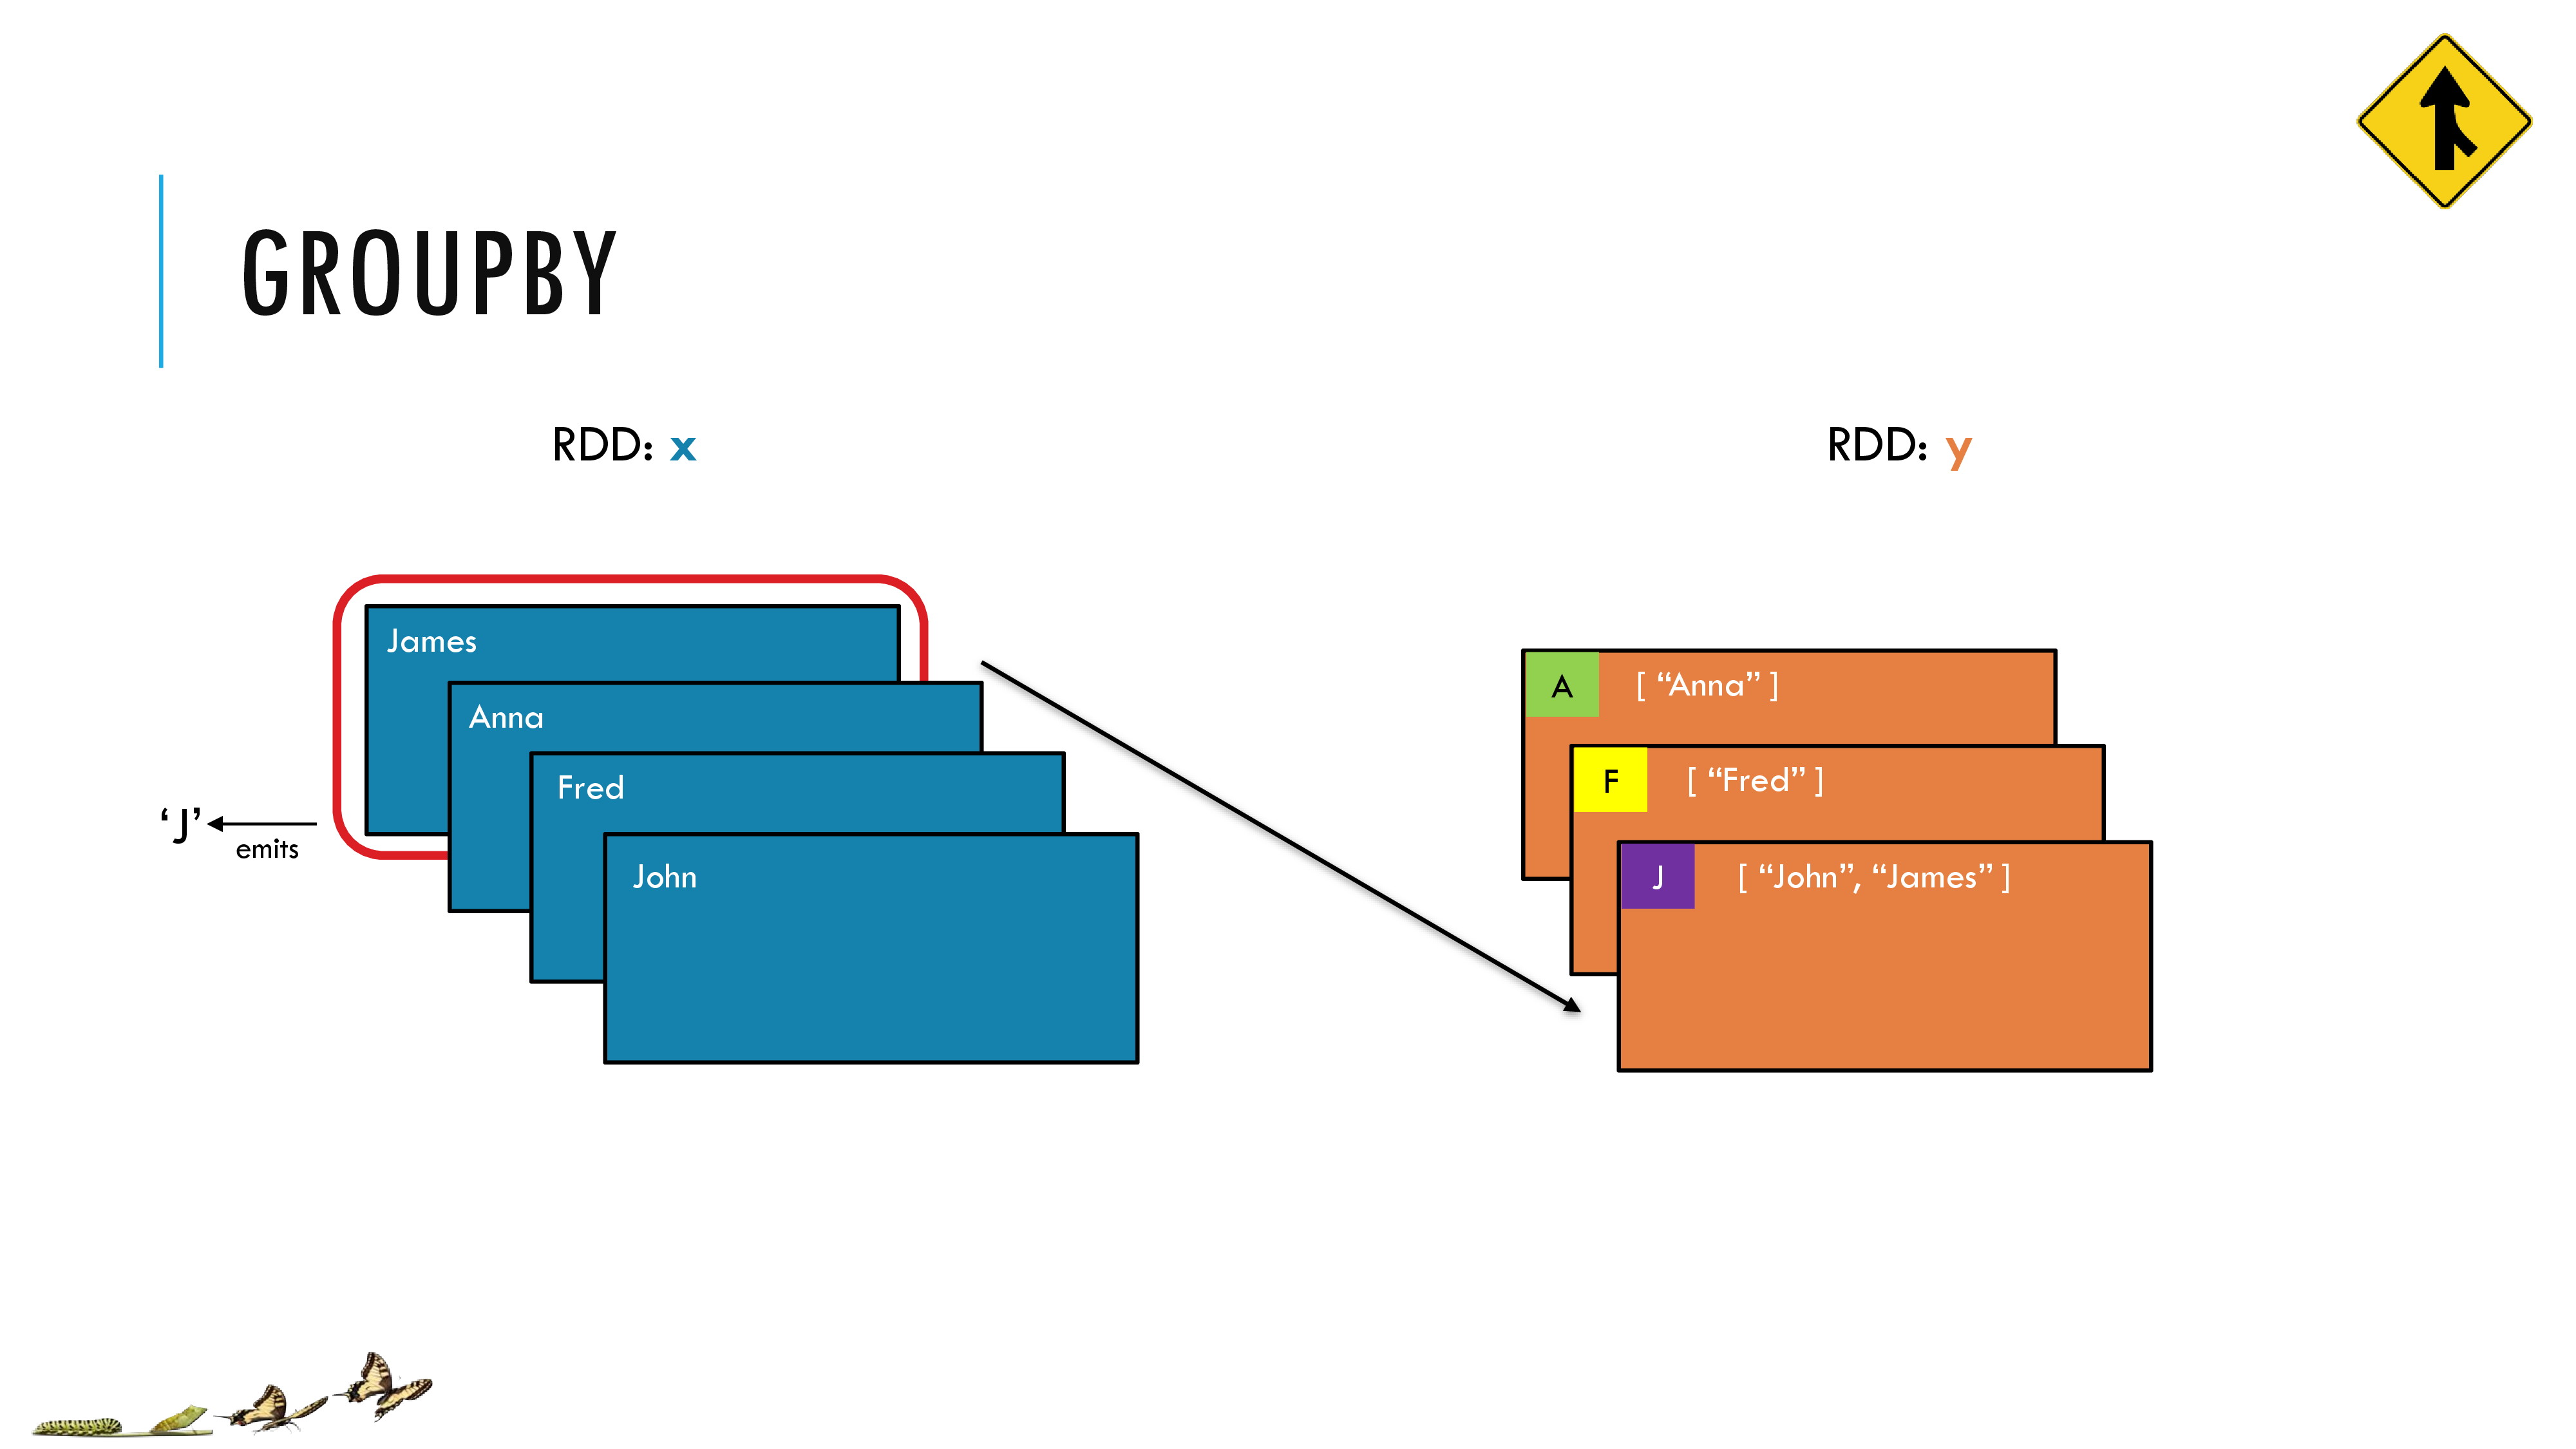 GROUPBY
RDD: x
RDD: y
James
Anna
Fred
John
‘J’
emits
A [ “Anna” ]
F [ “Fred” ]
J [ “John”, “James” ]